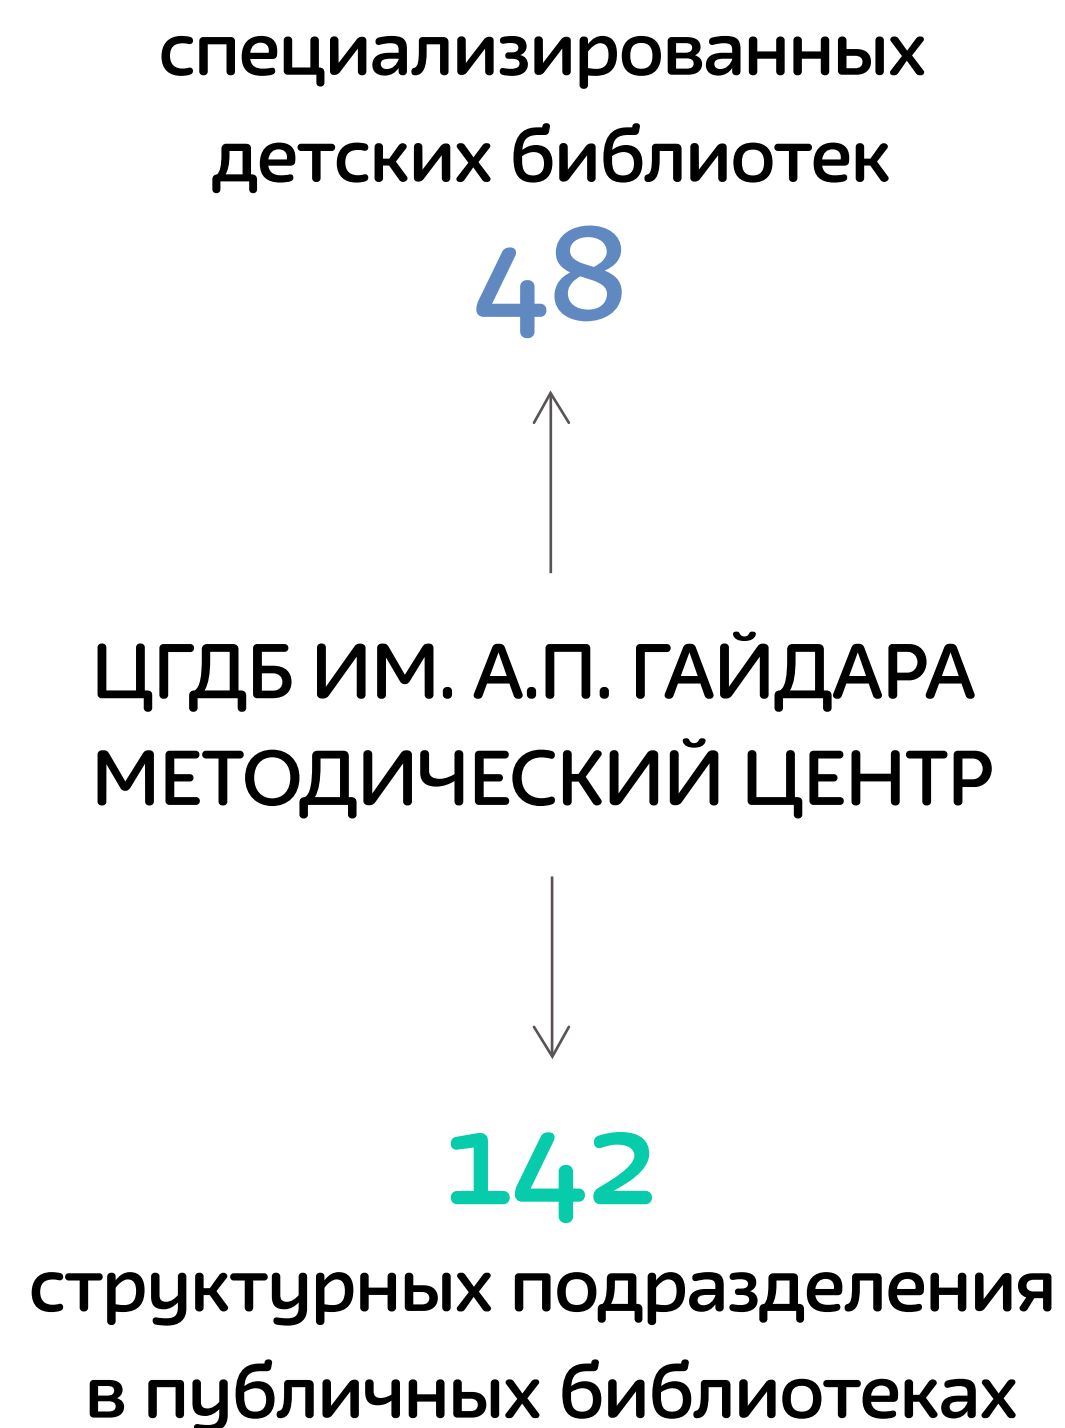 специализированных
детских библиотек
48
ЦГДБ ИМ. А.П. ГАЙДАРА
МЕТОДИЧЕСКИЙ ЦЕНТР
142
структурных подразделения
в публичных библиотеках